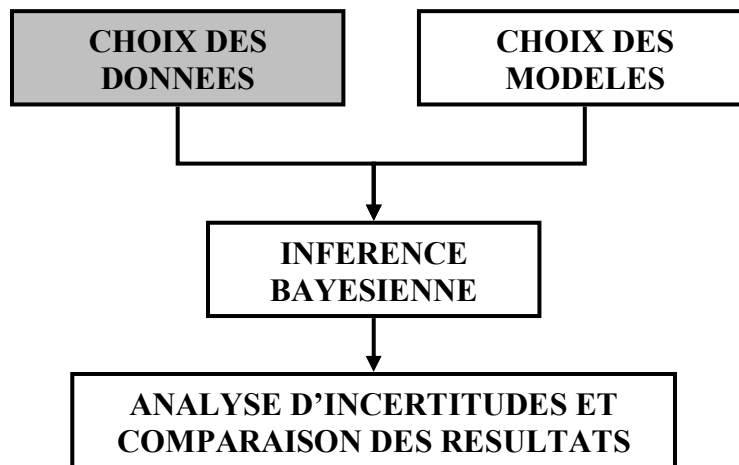 CHOIX DES
DONNEES
CHOIX DES
MODELES
INFERENCE
BAYESIENNE
ANALYSE D’INCERTITUDES ET
COMPARAISON DES RESULTATS